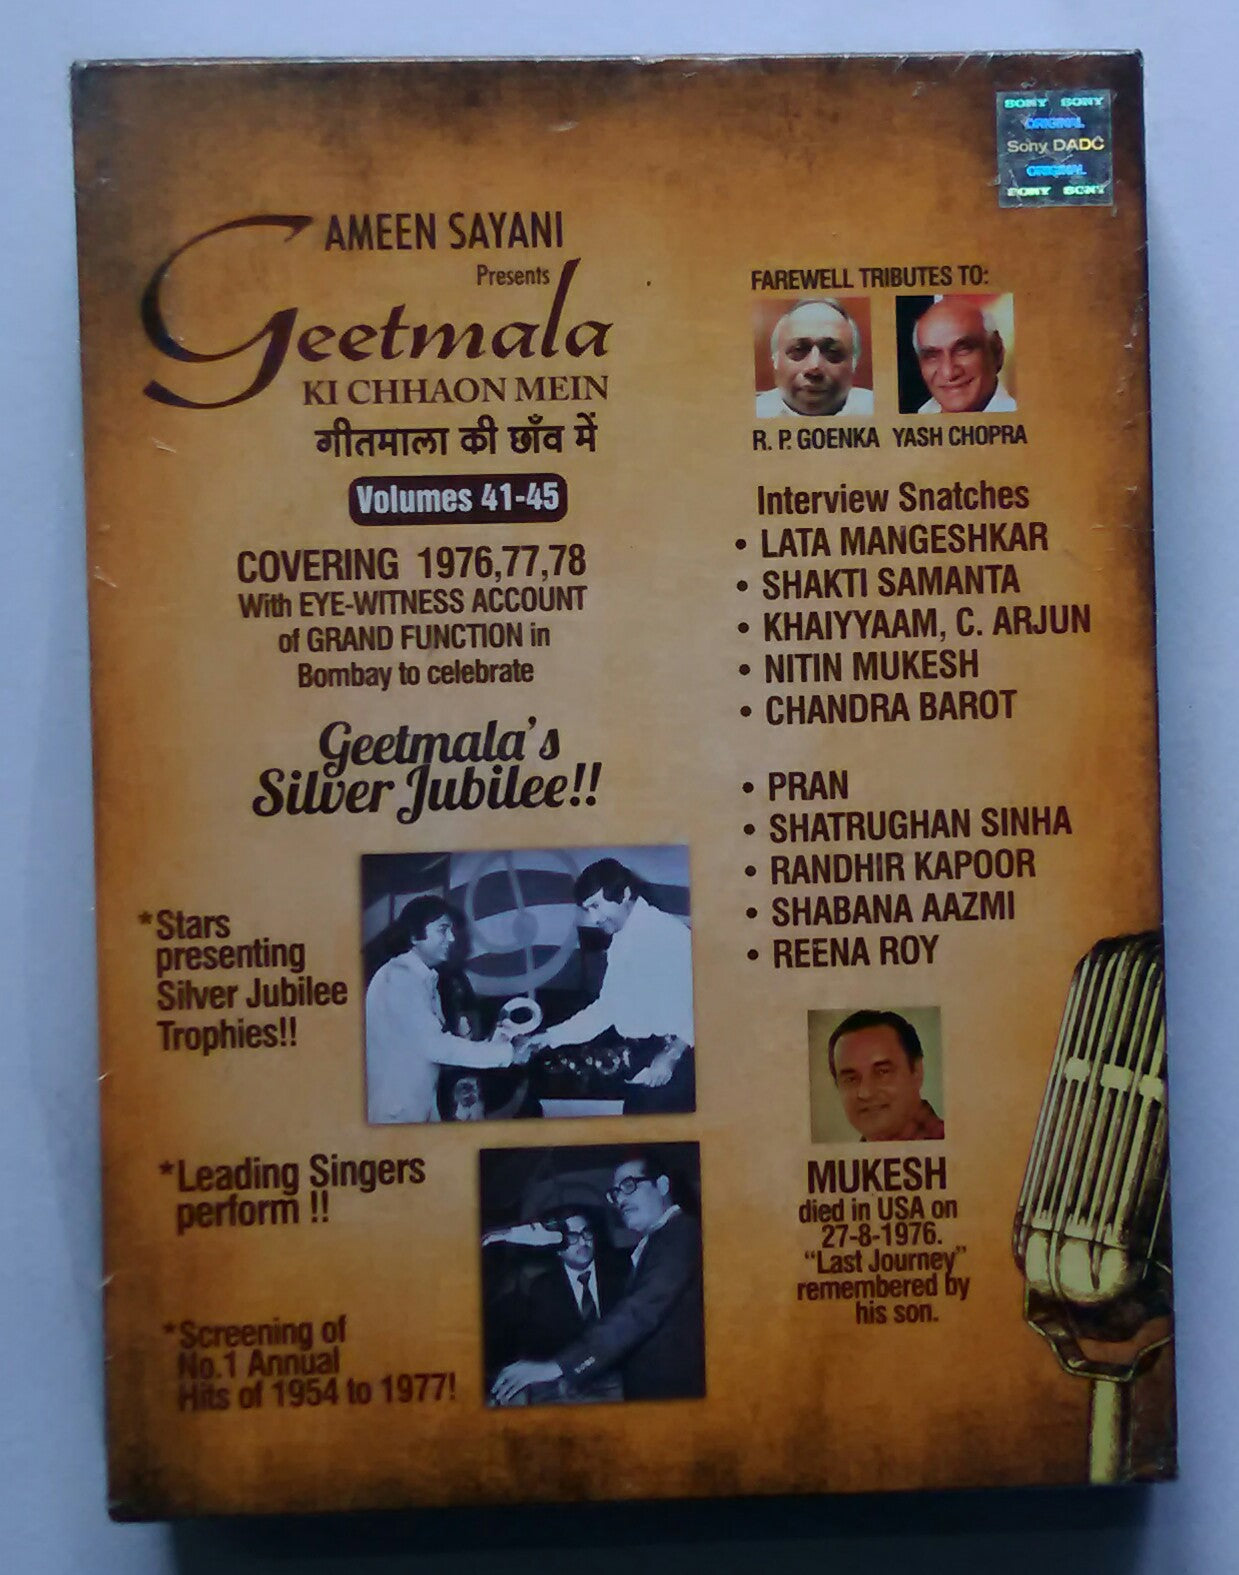 SONY SONY
ORIGINAL
Sony DADC
ORIGINAL
SONY SONY
AMEEN SAYANI
Presents
Geetmala
KI CHHAON MEIN
गीतमाला की छाँव में
Volumes 41-45
COVERING 1976,77,78
With EYE-WITNESS ACCOUNT
of GRAND FUNCTION in
Bombay to celebrate
Geetmala's
Silver Jubilee!!
*Stars
presenting
Silver Jubilee
Trophies!!
*Leading Singers
perform !!
*Screening of
No.1 Annual
Hits of 1954 to 1977!
FAREWELL TRIBUTES TO:
R. P. GOENKA YASH CHOPRA
Interview Snatches
• LATA MANGESHKAR
• SHAKTI SAMANTA
• KHAIYYAAM, C. ARJUN
• NITIN MUKESH
• CHANDRA BAROT
• PRAN
• SHATRUGHAN SINHA
• RANDHIR KAPOOR
• SHABANA AAZMI
• REENA ROY
MUKESH
died in USA on
27-8-1976.
"Last Journey"
remembered by
his son.